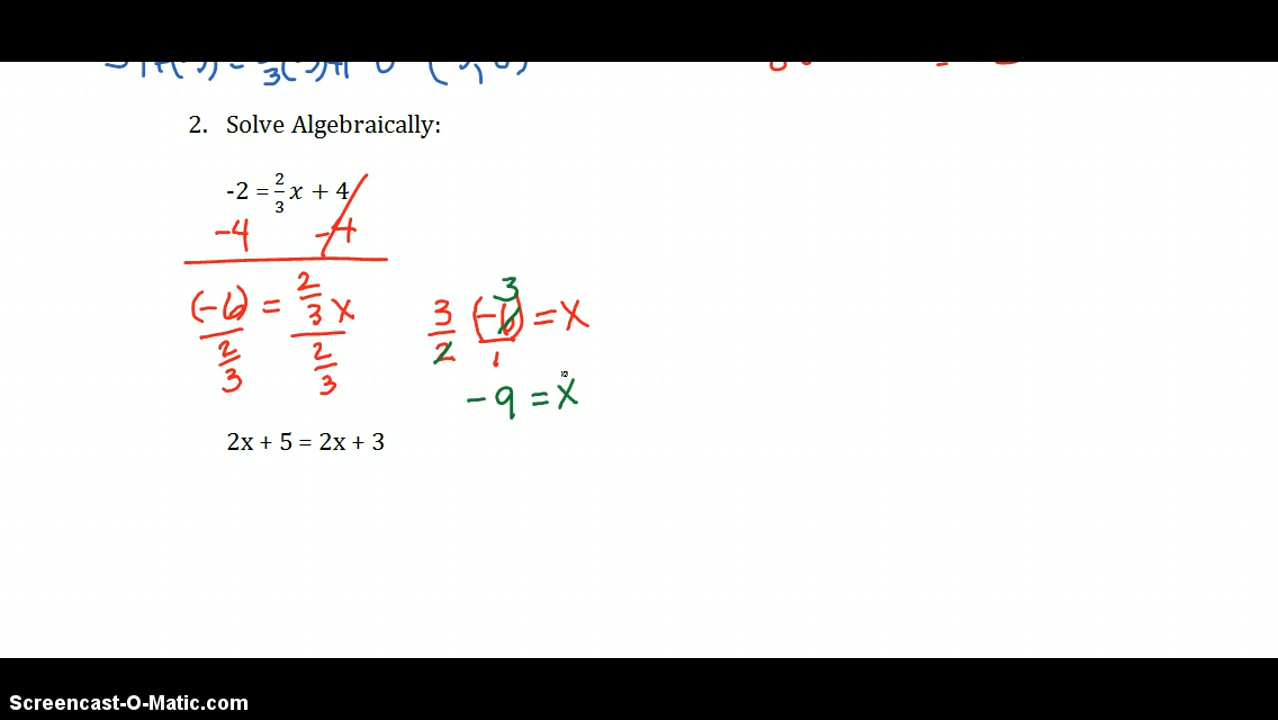 2. Solve Algebraically:
-2 = 2/3 x + 4
-4 -4
(-6) = 2/3 x
2/3 2/3
3/2 (-6)/1 = x
3
-9 = x
2x + 5 = 2x + 3
Screencast-O-Matic.com